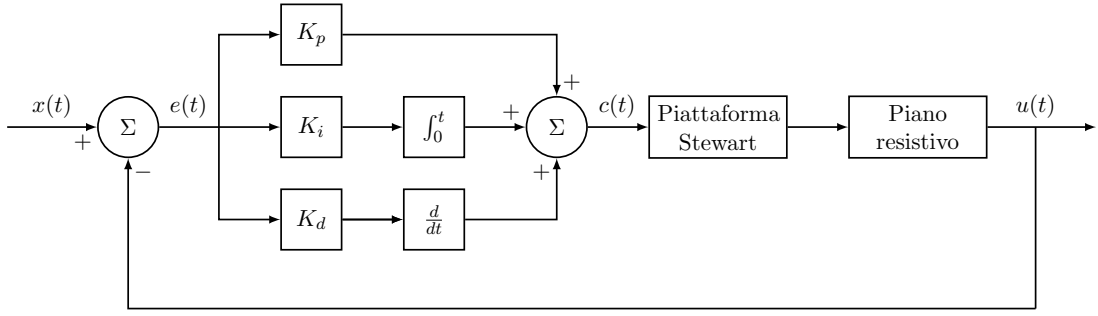 K_p
+
x(t)
+
Σ
−
e(t)
K_i
∫_0^t
+
Σ
+
c(t)
Piattaforma
Stewart
Piano
resistivo
u(t)
K_d
d/dt